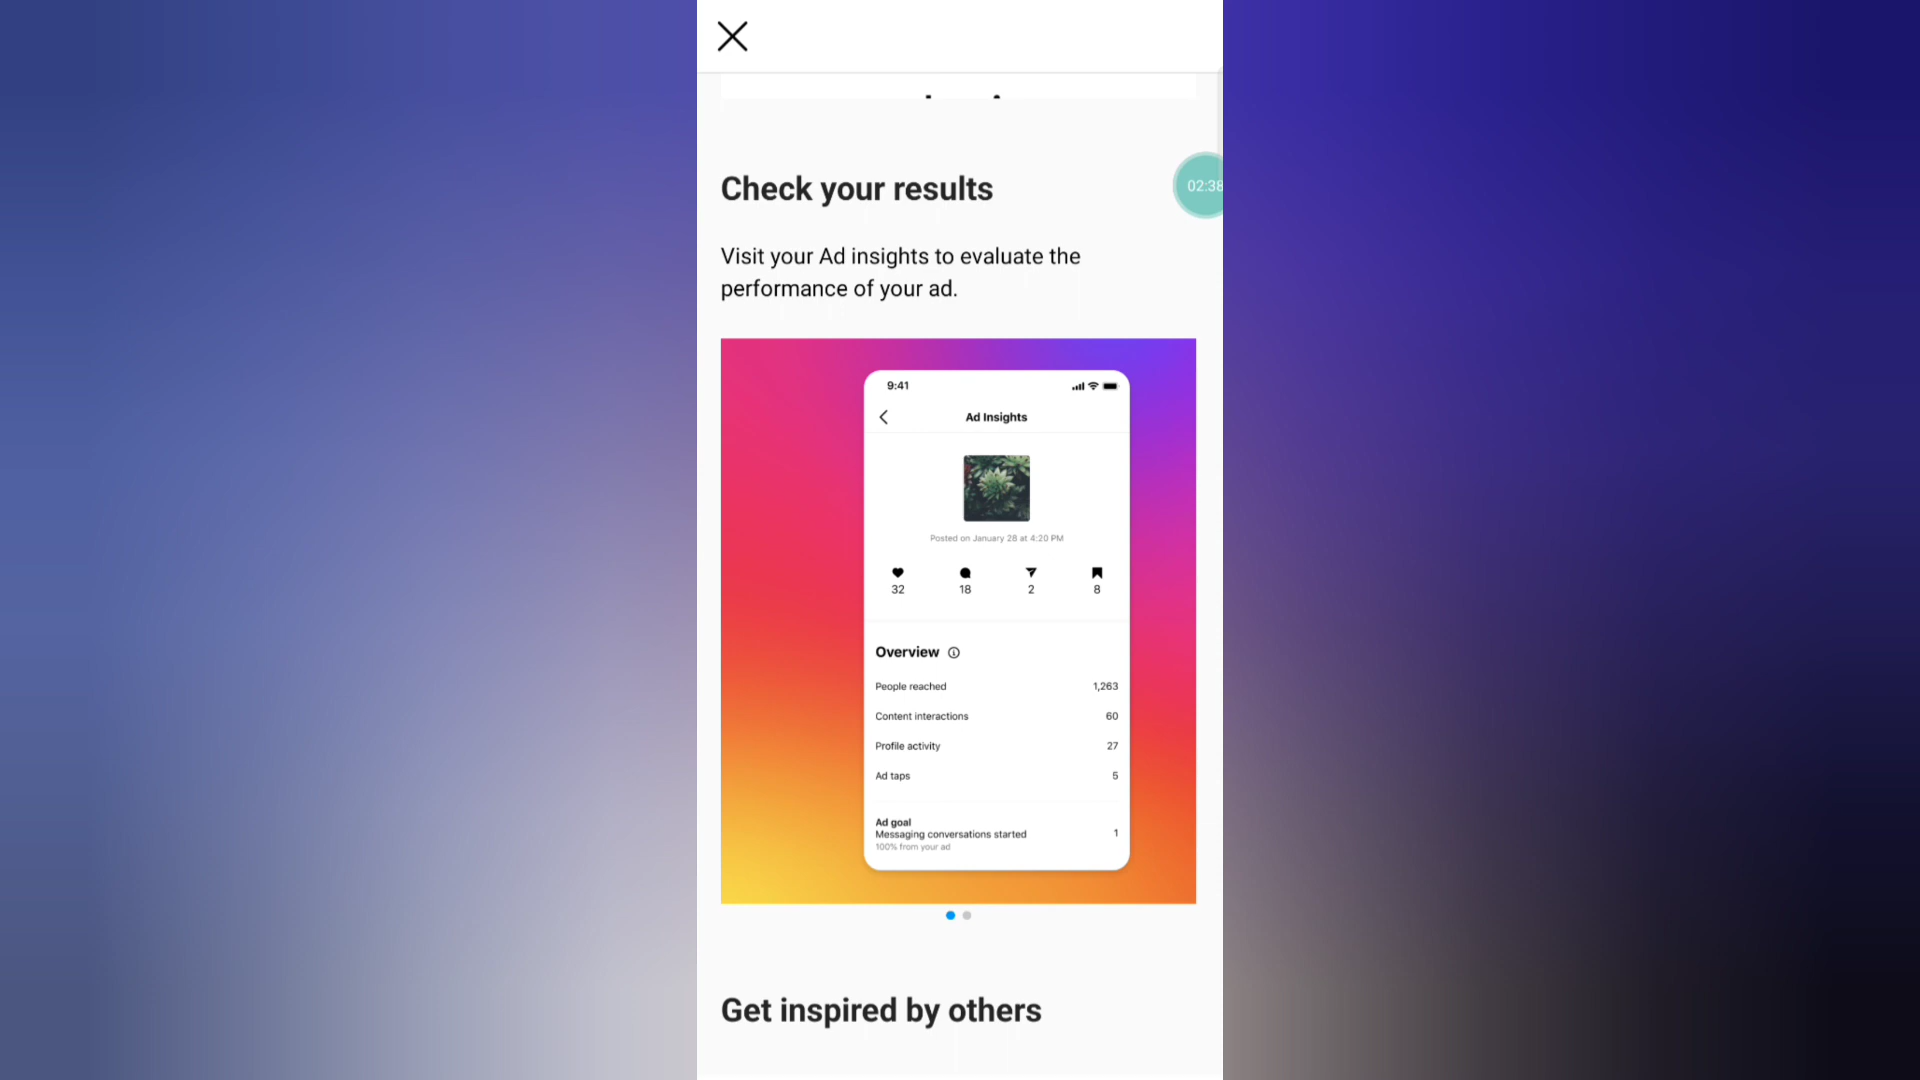 02:38
Check your results
Visit your Ad insights to evaluate the
performance of your ad.
9:41
Ad Insights
Posted on January 28 at 4:20 PM
32 18 2 8
Overview
People reached 1,263
Content interactions 60
Profile activity 27
Ad taps 5
Ad goal
Messaging conversations started 1
100% from your ad
Get inspired by others